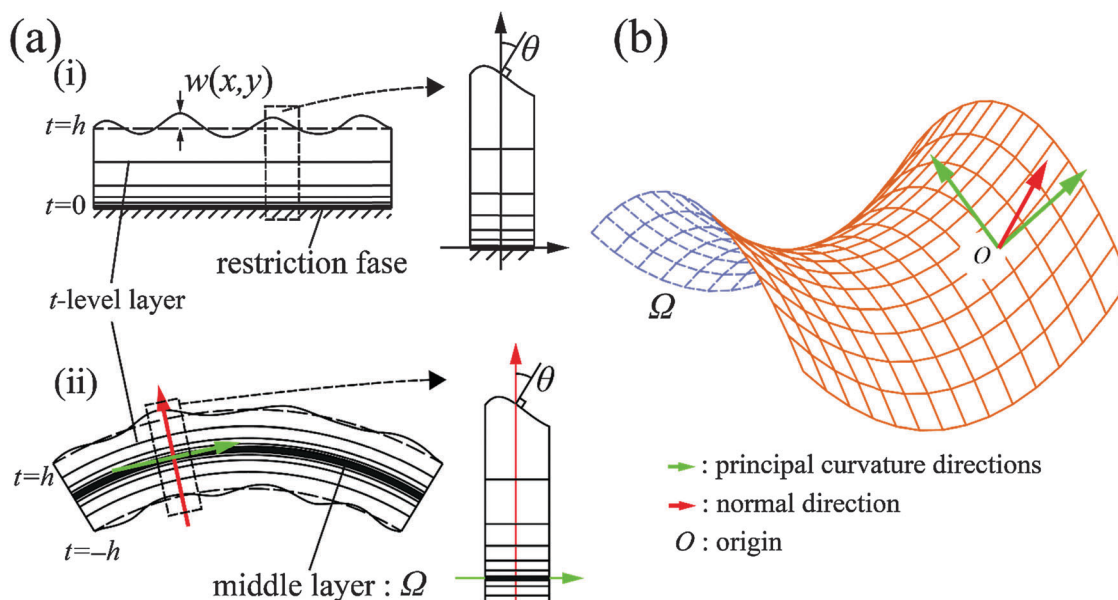 (a)
(i)
w(x,y)
θ
t=h
t=0
restriction fase
t-level layer
(ii)
θ
t=h
t=–h
middle layer : Ω
(b)
O
Ω
: principal curvature directions
: normal direction
O : origin